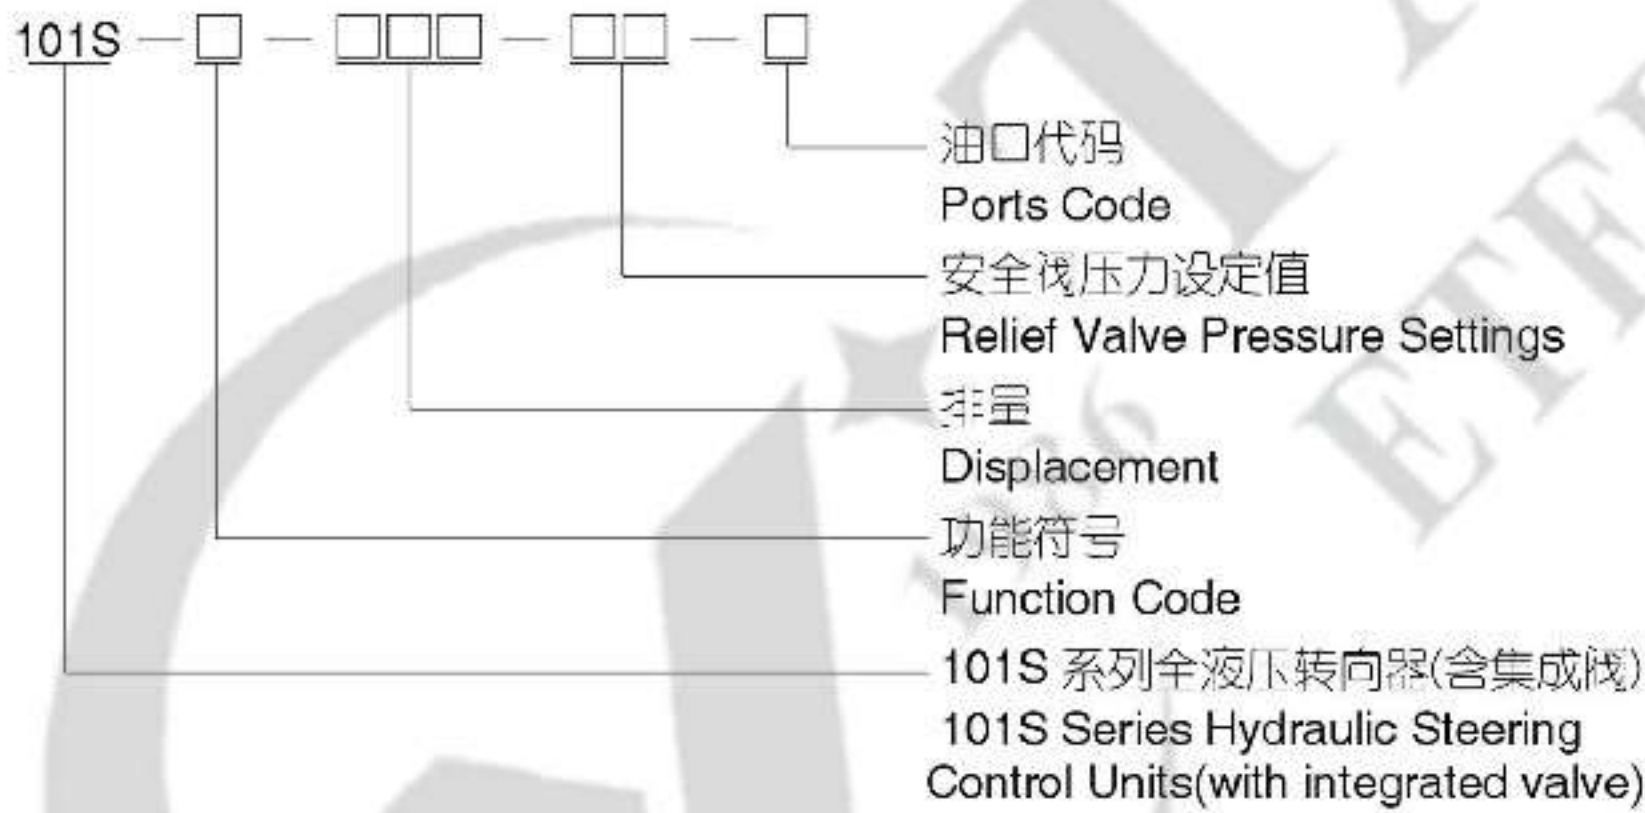 101S — □ — □□□ — □□ — □
油口代码
Ports Code
安全阀压力设定值
Relief Valve Pressure Settings
排量
Displacement
功能符号
Function Code
101S 系列全液压转向器(含集成阀)
101S Series Hydraulic Steering
Control Units(with integrated valve)
1936